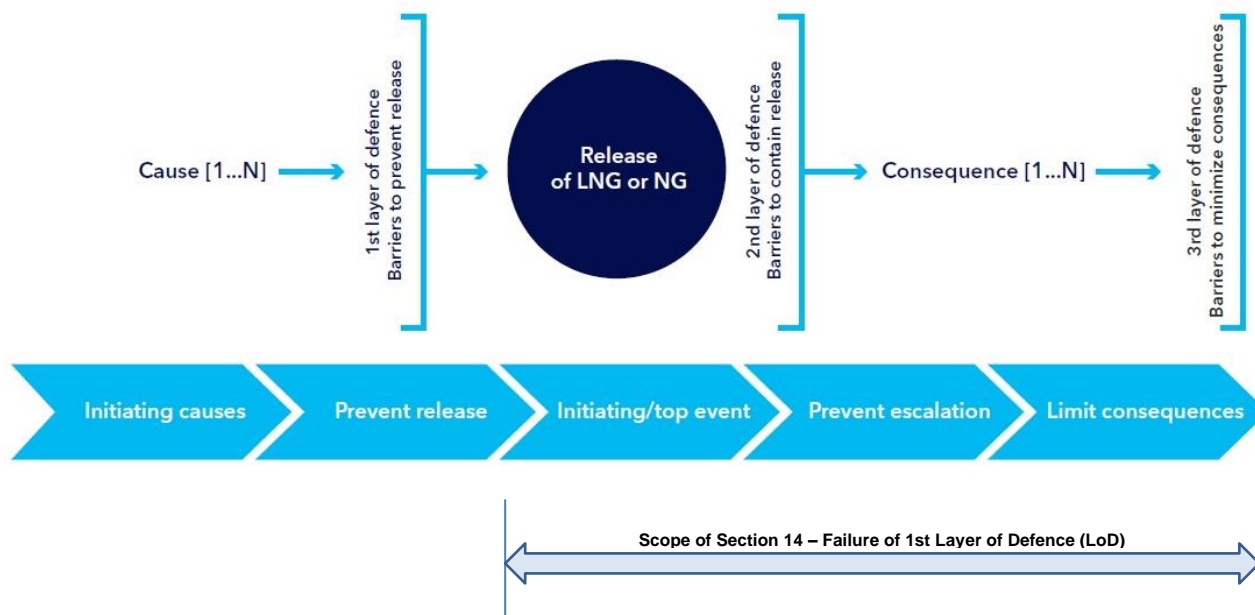 Cause [1...N]
1st layer of defence
Barriers to prevent release
Release
of LNG or NG
2nd layer of defence
Barriers to contain release
Consequence [1...N]
3rd layer of defence
Barriers to minimize consequences
Initiating causes
Prevent release
Initiating/top event
Prevent escalation
Limit consequences
Scope of Section 14 – Failure of 1st Layer of Defence (LoD)